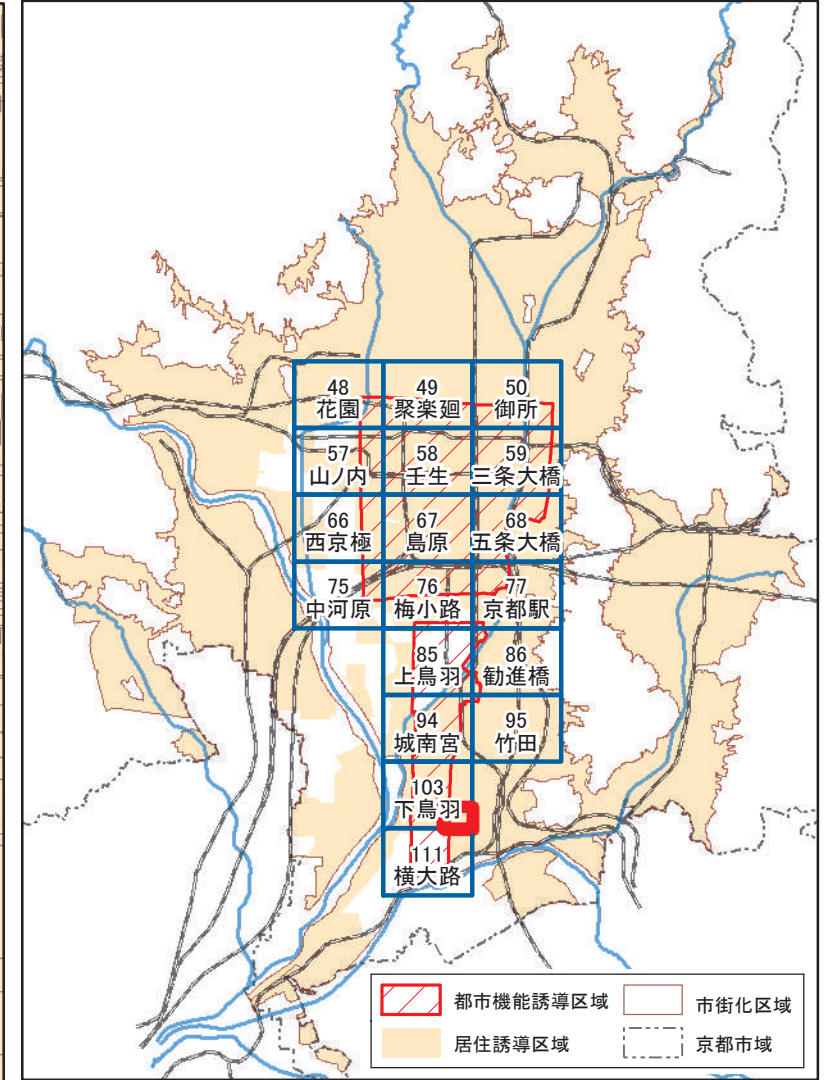 48
花園
49
聚楽廻
50
御所
57
山ノ内
58
壬生
59
三条大橋
66
西京極
67
島原
68
五条大橋
75
中河原
76
梅小路
77
京都駅
85
上鳥羽
86
勧進橋
94
城南宮
95
竹田
103
下鳥羽
111
横大路
都市機能誘導区域
市街化区域
居住誘導区域
京都市域